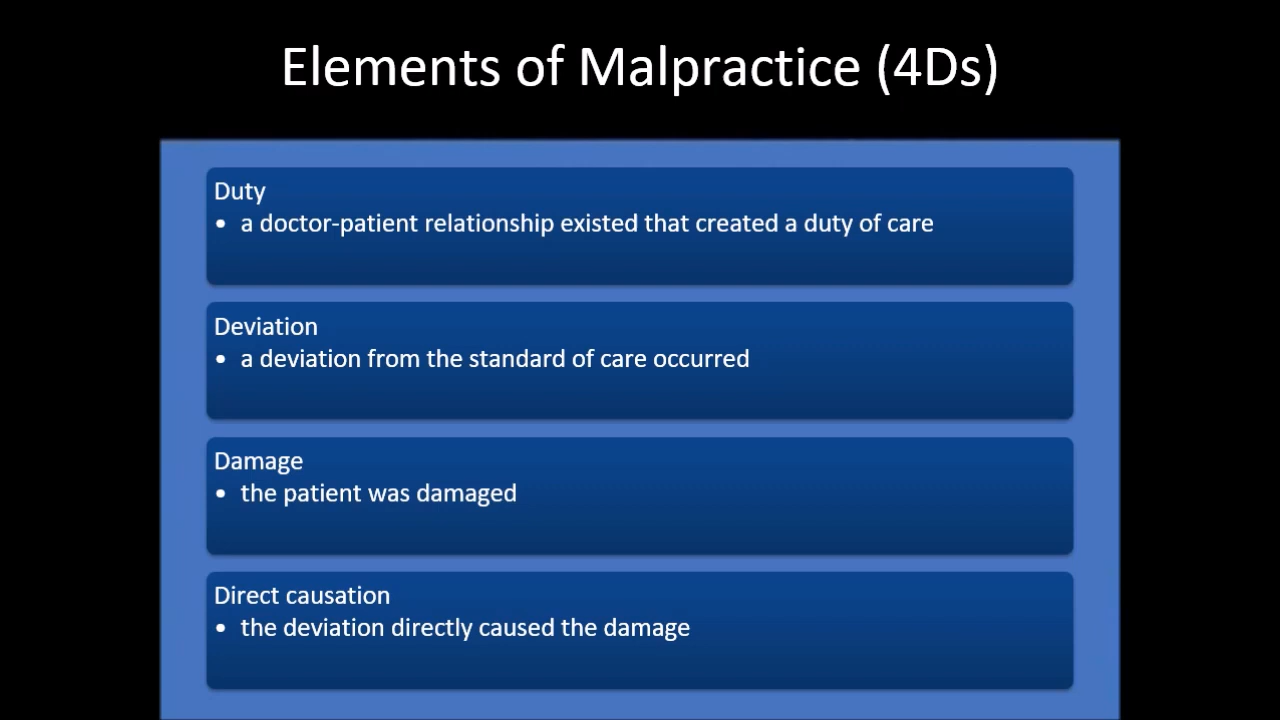 Elements of Malpractice (4Ds)
Duty
• a doctor-patient relationship existed that created a duty of care
Deviation
• a deviation from the standard of care occurred
Damage
• the patient was damaged
Direct causation
• the deviation directly caused the damage